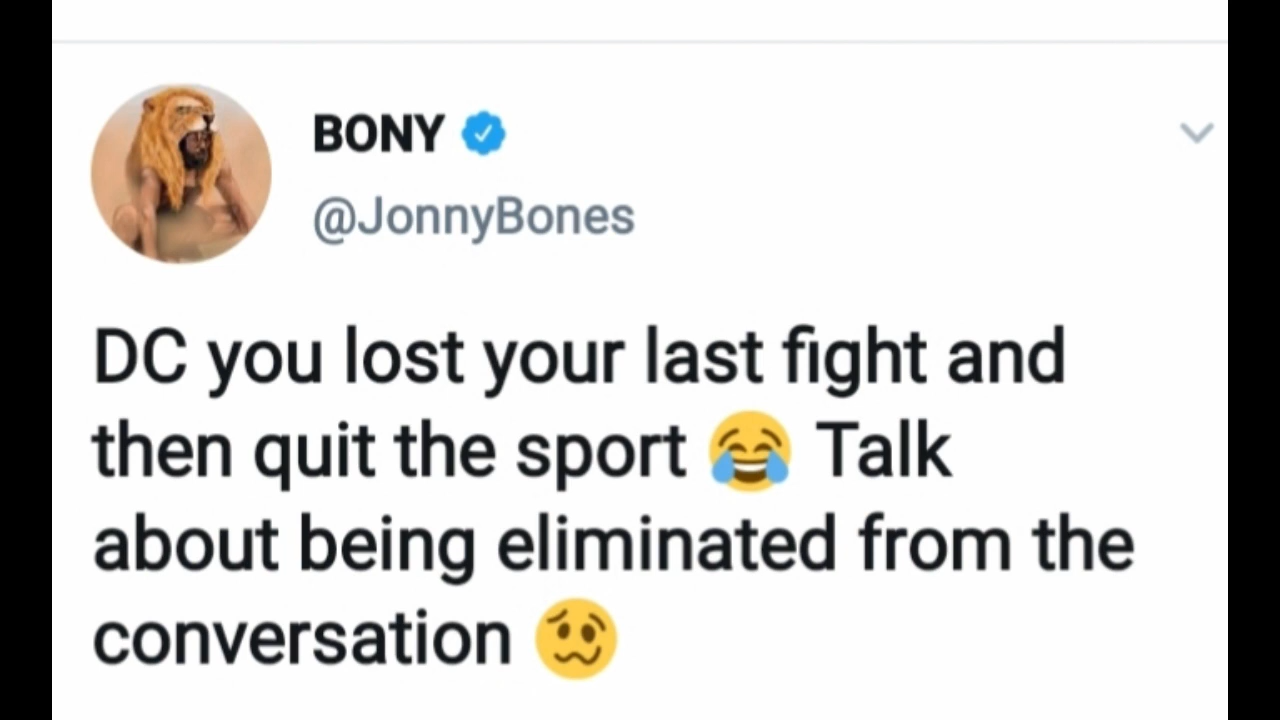 BONY
@JonnyBones
DC you lost your last fight and
then quit the sport 😂 Talk
about being eliminated from the
conversation 🥴